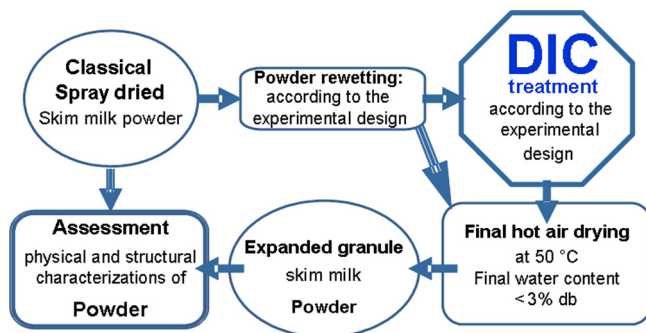 Classical
Spray dried
Skim milk powder
Powder rewetting:
according to the
experimental design
DIC
treatment
according to the
experimental
design
Assessment
physical and structural
characterizations of
Powder
Expanded granule
skim milk
Powder
Final hot air drying
at 50 °C
Final water content
<3% db